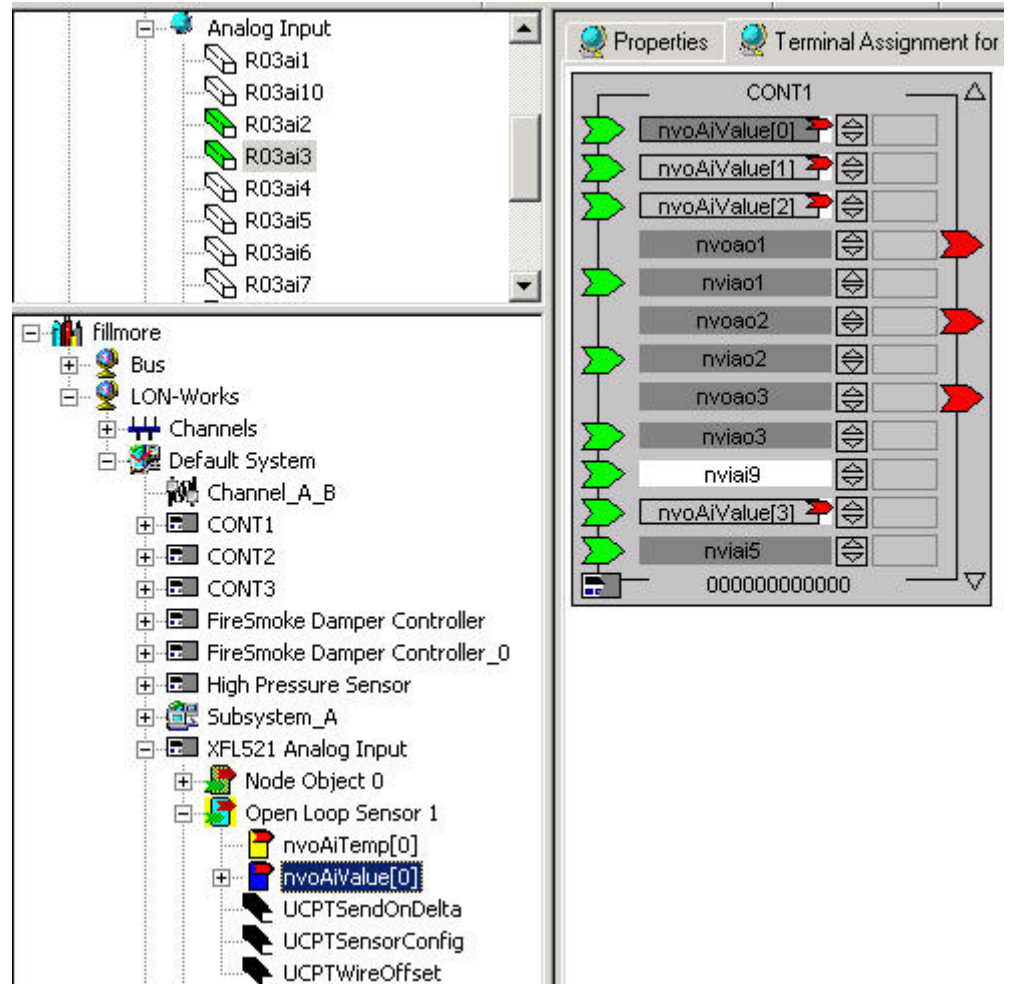 Analog Input
R03ai1
R03ai10
R03ai2
R03ai3
R03ai4
R03ai5
R03ai6
R03ai7
fillmore
Bus
LON-Works
Channels
Default System
Channel_A_B
CONT1
CONT2
CONT3
FireSmoke Damper Controller
FireSmoke Damper Controller_0
High Pressure Sensor
Subsystem_A
XFL521 Analog Input
Node Object 0
Open Loop Sensor 1
nvoAiTemp[0]
nvoAiValue[0]
UCPTSendOnDelta
UCPTSensorConfig
UCPTWireOffset
Properties
Terminal Assignment for
CONT1
nvoAiValue[0]
nvoAiValue[1]
nvoAiValue[2]
nvoao1
nviao1
nvoao2
nviao2
nvoao3
nviao3
nviai9
nvoAiValue[3]
nviai5
000000000000